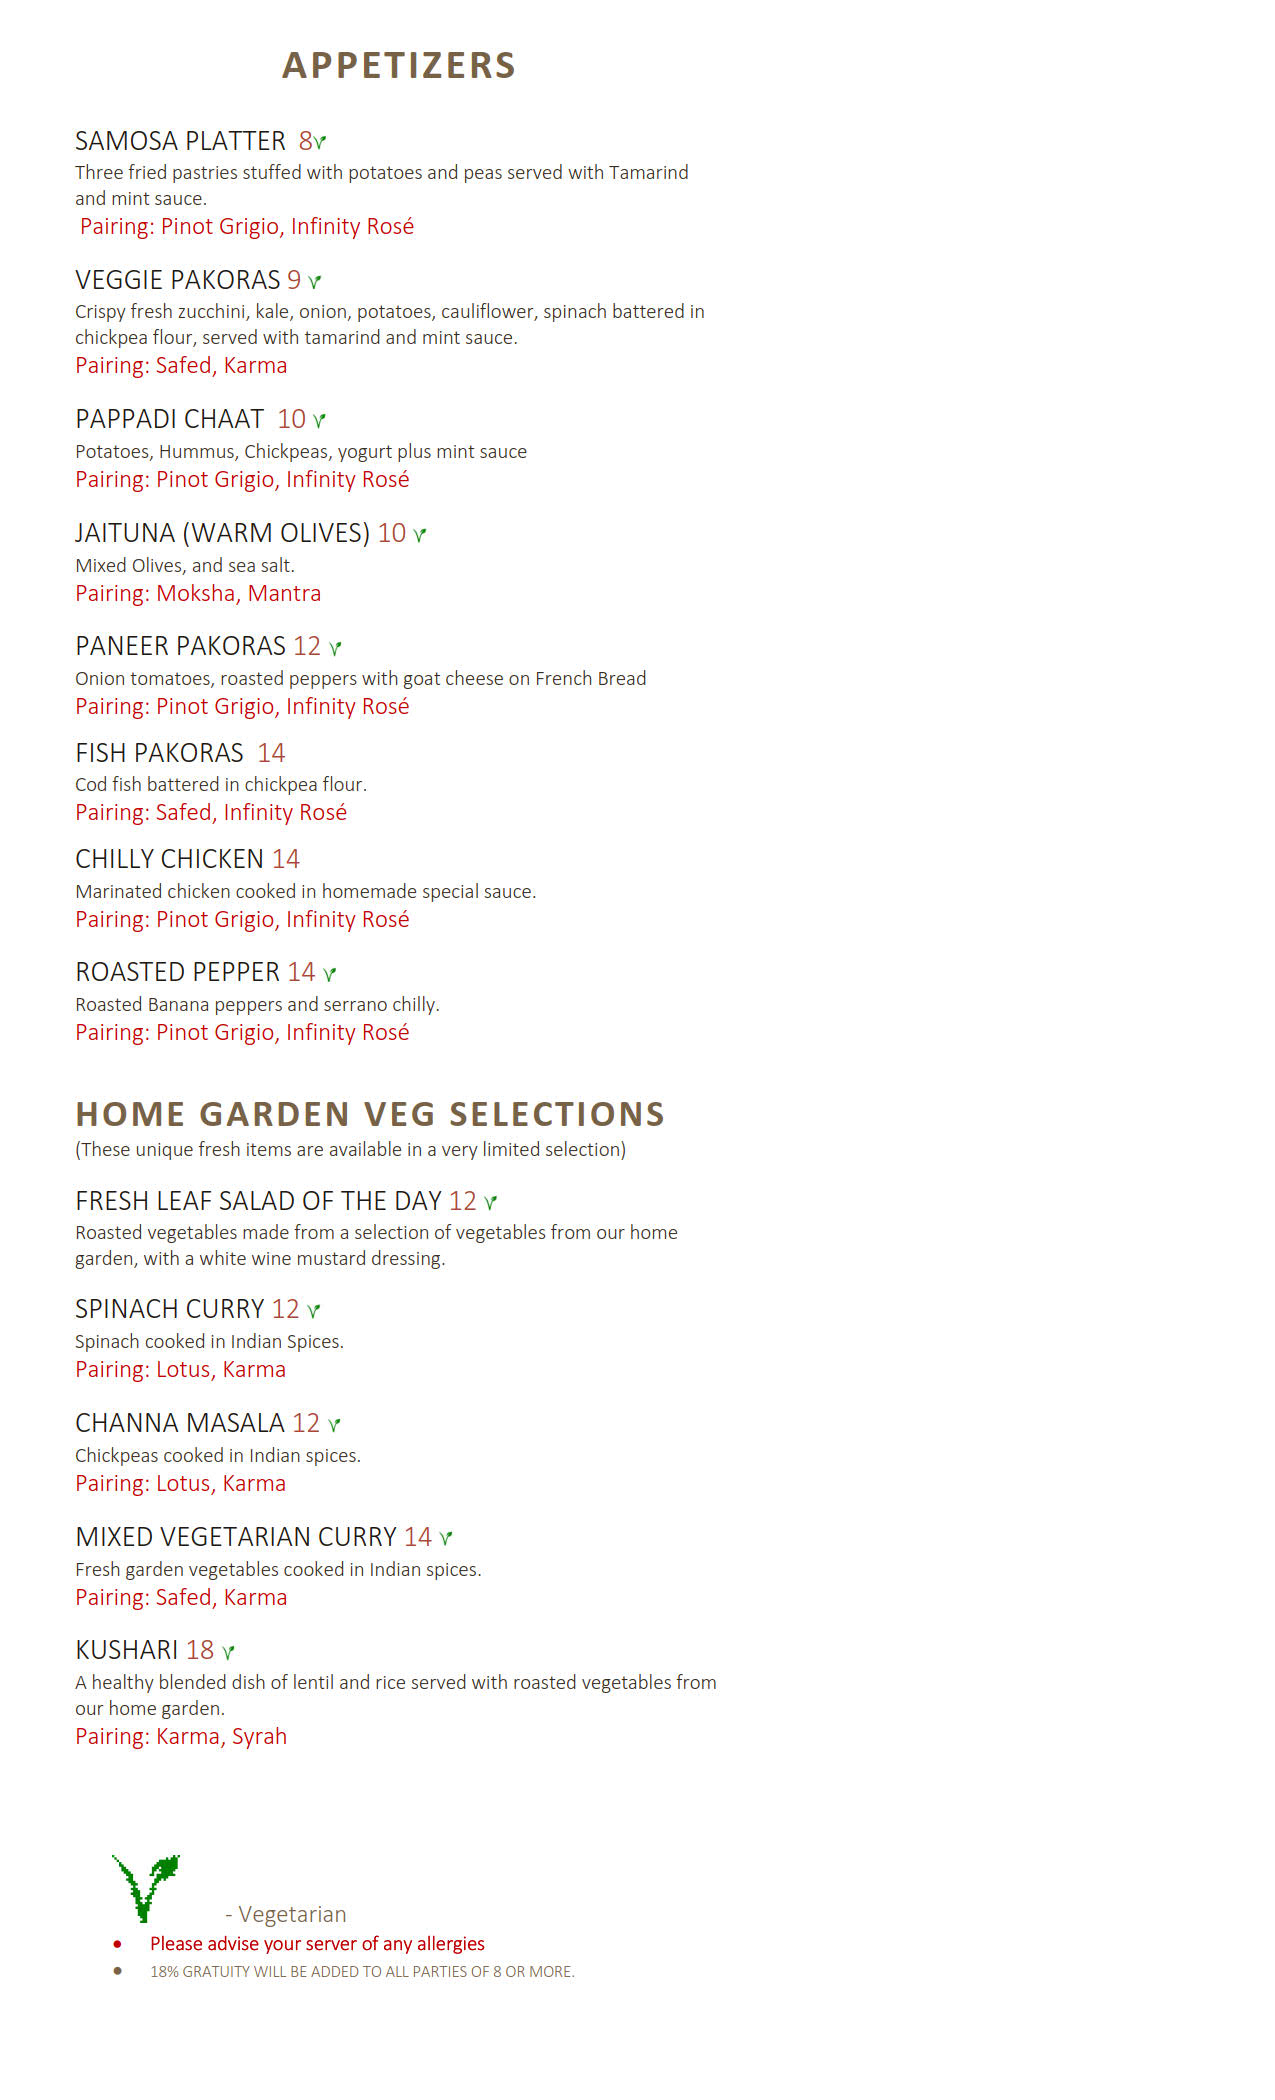 APPETIZERS
SAMOSA PLATTER 8
Three fried pastries stuffed with potatoes and peas served with Tamarind
and mint sauce.
Pairing: Pinot Grigio, Infinity Rosé
VEGGIE PAKORAS 9
Crispy fresh zucchini, kale, onion, potatoes, cauliflower, spinach battered in
chickpea flour, served with tamarind and mint sauce.
Pairing: Safed, Karma
PAPPADI CHAAT 10
Potatoes, Hummus, Chickpeas, yogurt plus mint sauce
Pairing: Pinot Grigio, Infinity Rosé
JAITUNA (WARM OLIVES) 10
Mixed Olives, and sea salt.
Pairing: Moksha, Mantra
PANEER PAKORAS 12
Onion tomatoes, roasted peppers with goat cheese on French Bread
Pairing: Pinot Grigio, Infinity Rosé
FISH PAKORAS 14
Cod fish battered in chickpea flour.
Pairing: Safed, Infinity Rosé
CHILLY CHICKEN 14
Marinated chicken cooked in homemade special sauce.
Pairing: Pinot Grigio, Infinity Rosé
ROASTED PEPPER 14
Roasted Banana peppers and serrano chilly.
Pairing: Pinot Grigio, Infinity Rosé
HOME GARDEN VEG SELECTIONS
(These unique fresh items are available in a very limited selection)
FRESH LEAF SALAD OF THE DAY 12
Roasted vegetables made from a selection of vegetables from our home
garden, with a white wine mustard dressing.
SPINACH CURRY 12
Spinach cooked in Indian Spices.
Pairing: Lotus, Karma
CHANNA MASALA 12
Chickpeas cooked in Indian spices.
Pairing: Lotus, Karma
MIXED VEGETARIAN CURRY 14
Fresh garden vegetables cooked in Indian spices.
Pairing: Safed, Karma
KUSHARI 18
A healthy blended dish of lentil and rice served with roasted vegetables from
our home garden.
Pairing: Karma, Syrah
- Vegetarian
• Please advise your server of any allergies
• 18% GRATUITY WILL BE ADDED TO ALL PARTIES OF 8 OR MORE.